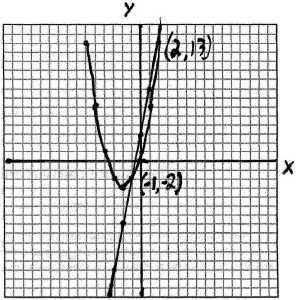 Y
(2,13)
X
(-1,-2)